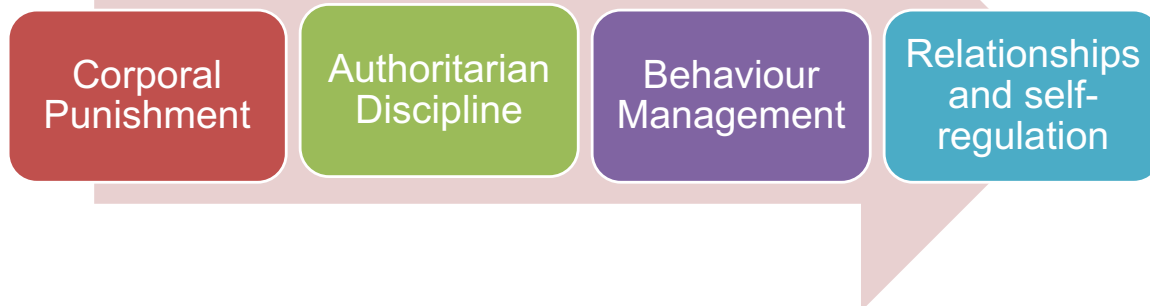 Corporal
Punishment
Authoritarian
Discipline
Behaviour
Management
Relationships
and self-
regulation